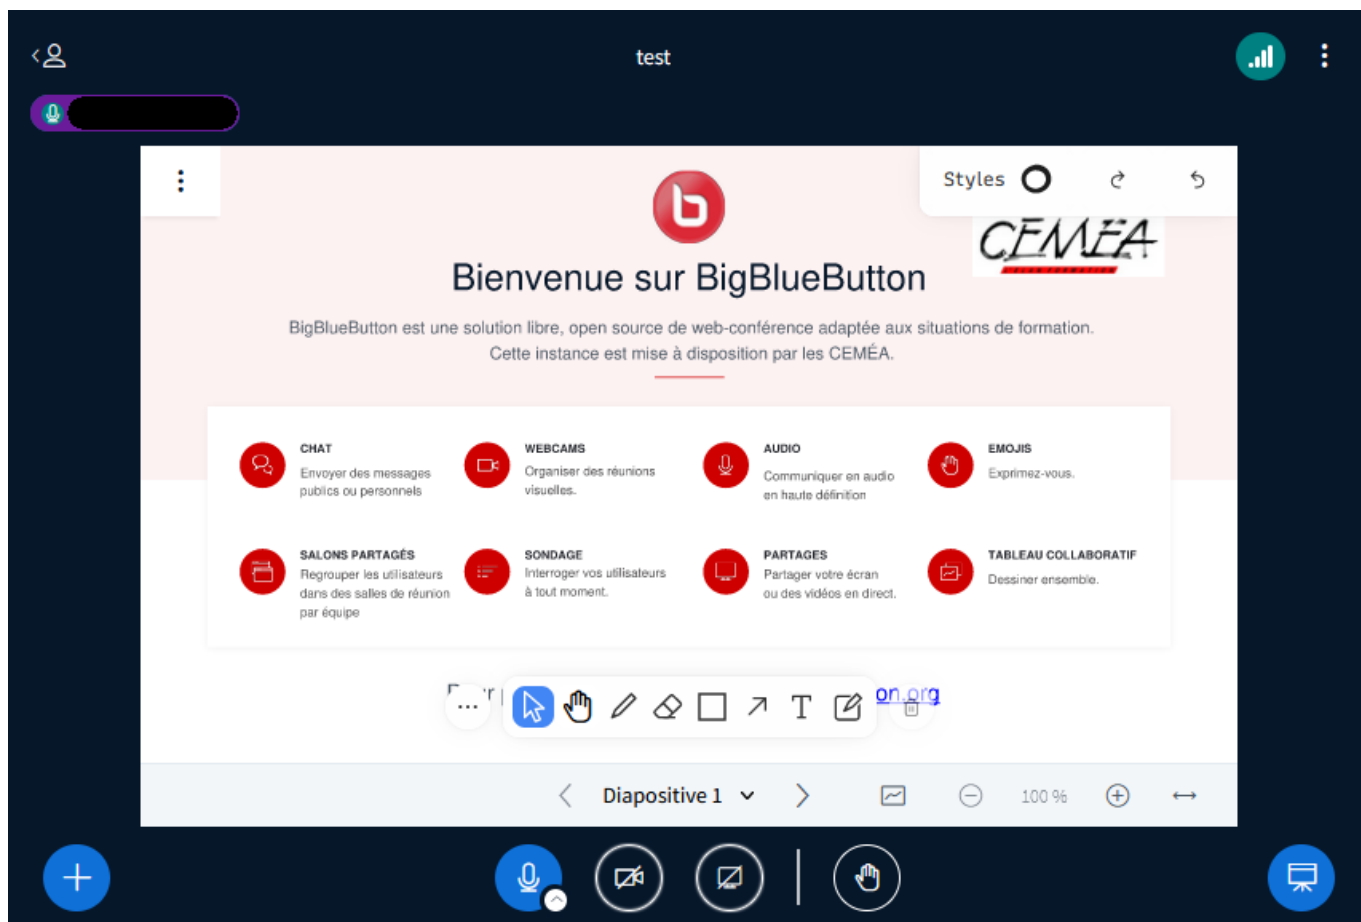 test
Styles
CEMÉA
Bienvenue sur BigBlueButton
BigBlueButton est une solution libre, open source de web-conférence adaptée aux situations de formation.
Cette instance est mise à disposition par les CEMÉA.
CHAT
Envoyer des messages
publics ou personnels
WEBCAMS
Organiser des réunions
visuelles.
AUDIO
Communiquer en audio
en haute définition
EMOJIS
Exprimez-vous.
SALONS PARTAGÉS
Regrouper les utilisateurs
dans des salles de réunion
par équipe
SONDAGE
Interroger vos utilisateurs
à tout moment.
PARTAGES
Partager votre écran
ou des vidéos en direct.
TABLEAU COLLABORATIF
Dessiner ensemble.
on.org
Diapositive 1
100 %